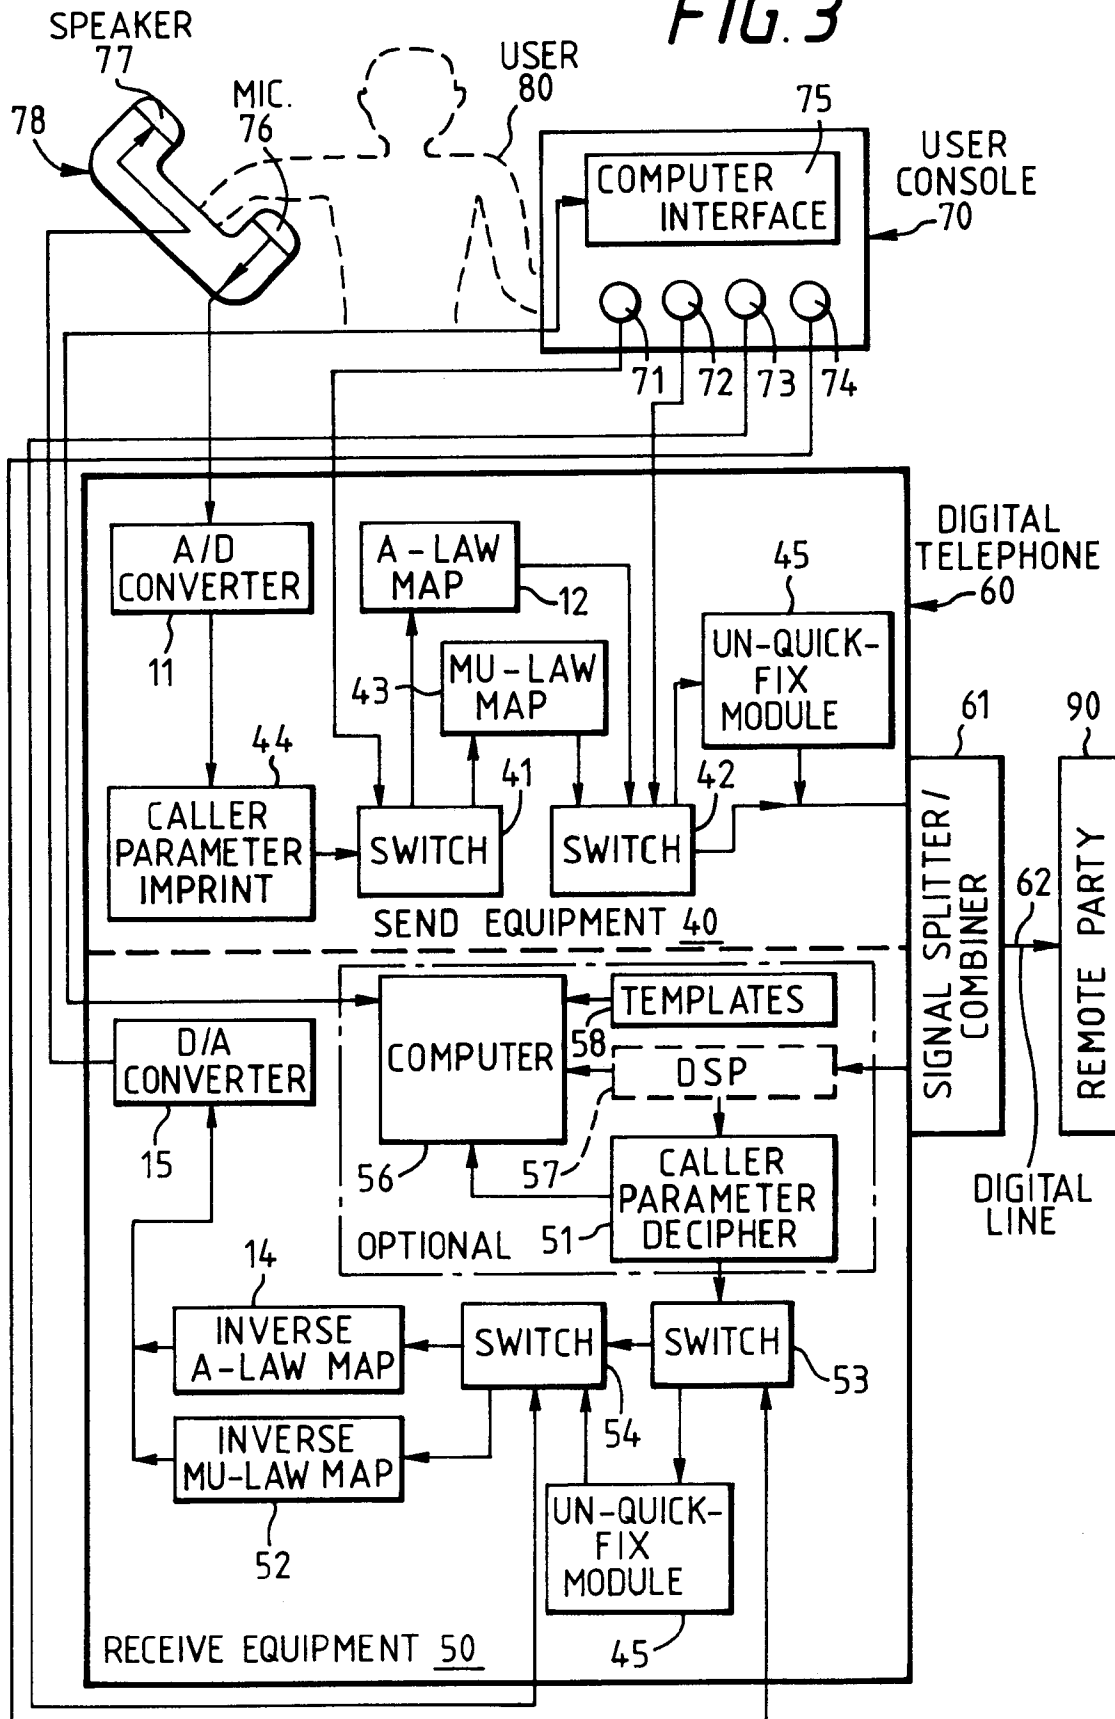 FIG. 3
SPEAKER
77
78
MIC.
76
USER
80
75
COMPUTER
INTERFACE
USER
CONSOLE
70
71
72
73
74
DIGITAL
TELEPHONE
60
A/D
CONVERTER
11
A-LAW
MAP
12
45
UN-QUICK-
FIX
MODULE
43
MU-LAW
MAP
44
CALLER
PARAMETER
IMPRINT
41
SWITCH
42
SWITCH
61
90
SIGNAL SPLITTER/
COMBINER
62
REMOTE PARTY
SEND EQUIPMENT 40
COMPUTER
56
TEMPLATES
58
DSP
57
D/A
CONVERTER
15
CALLER
PARAMETER
DECIPHER
51
OPTIONAL
DIGITAL
LINE
14
INVERSE
A-LAW MAP
SWITCH
54
SWITCH
53
INVERSE
MU-LAW MAP
52
UN-QUICK-
FIX
MODULE
45
RECEIVE EQUIPMENT 50